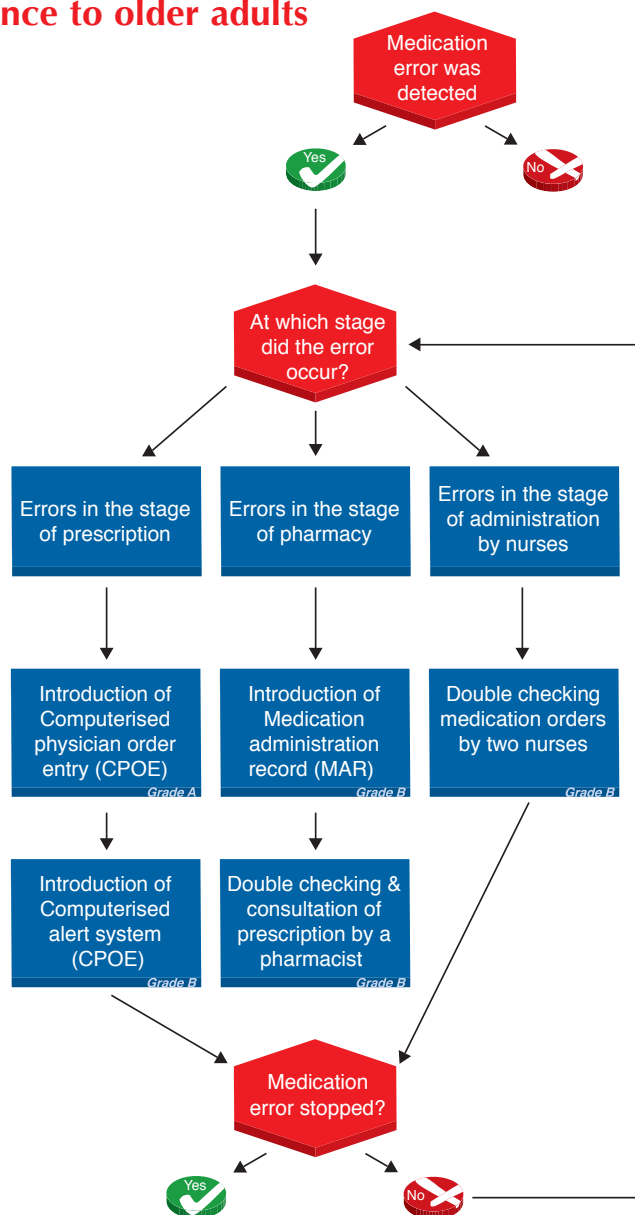 nce to older adults
Medication
error was
detected
Yes
No
At which stage
did the error
occur?
Errors in the stage
of prescription
Errors in the stage
of pharmacy
Errors in the stage
of administration
by nurses
Introduction of
Computerised
physician order
entry (CPOE)
Grade A
Introduction of
Medication
administration
record (MAR)
Grade B
Double checking
medication orders
by two nurses
Grade B
Introduction of
Computerised
alert system
(CPOE)
Grade B
Double checking &
consultation of
prescription by a
pharmacist
Grade B
Medication
error stopped?
Yes
No